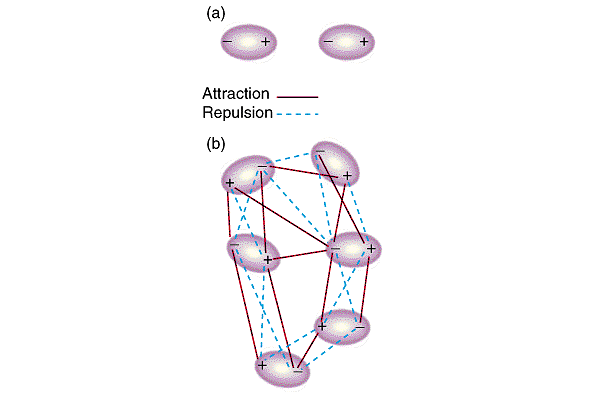 (a)
− + − +
Attraction
Repulsion
(b)
− −
+ +
− + − +
+ −
+ −